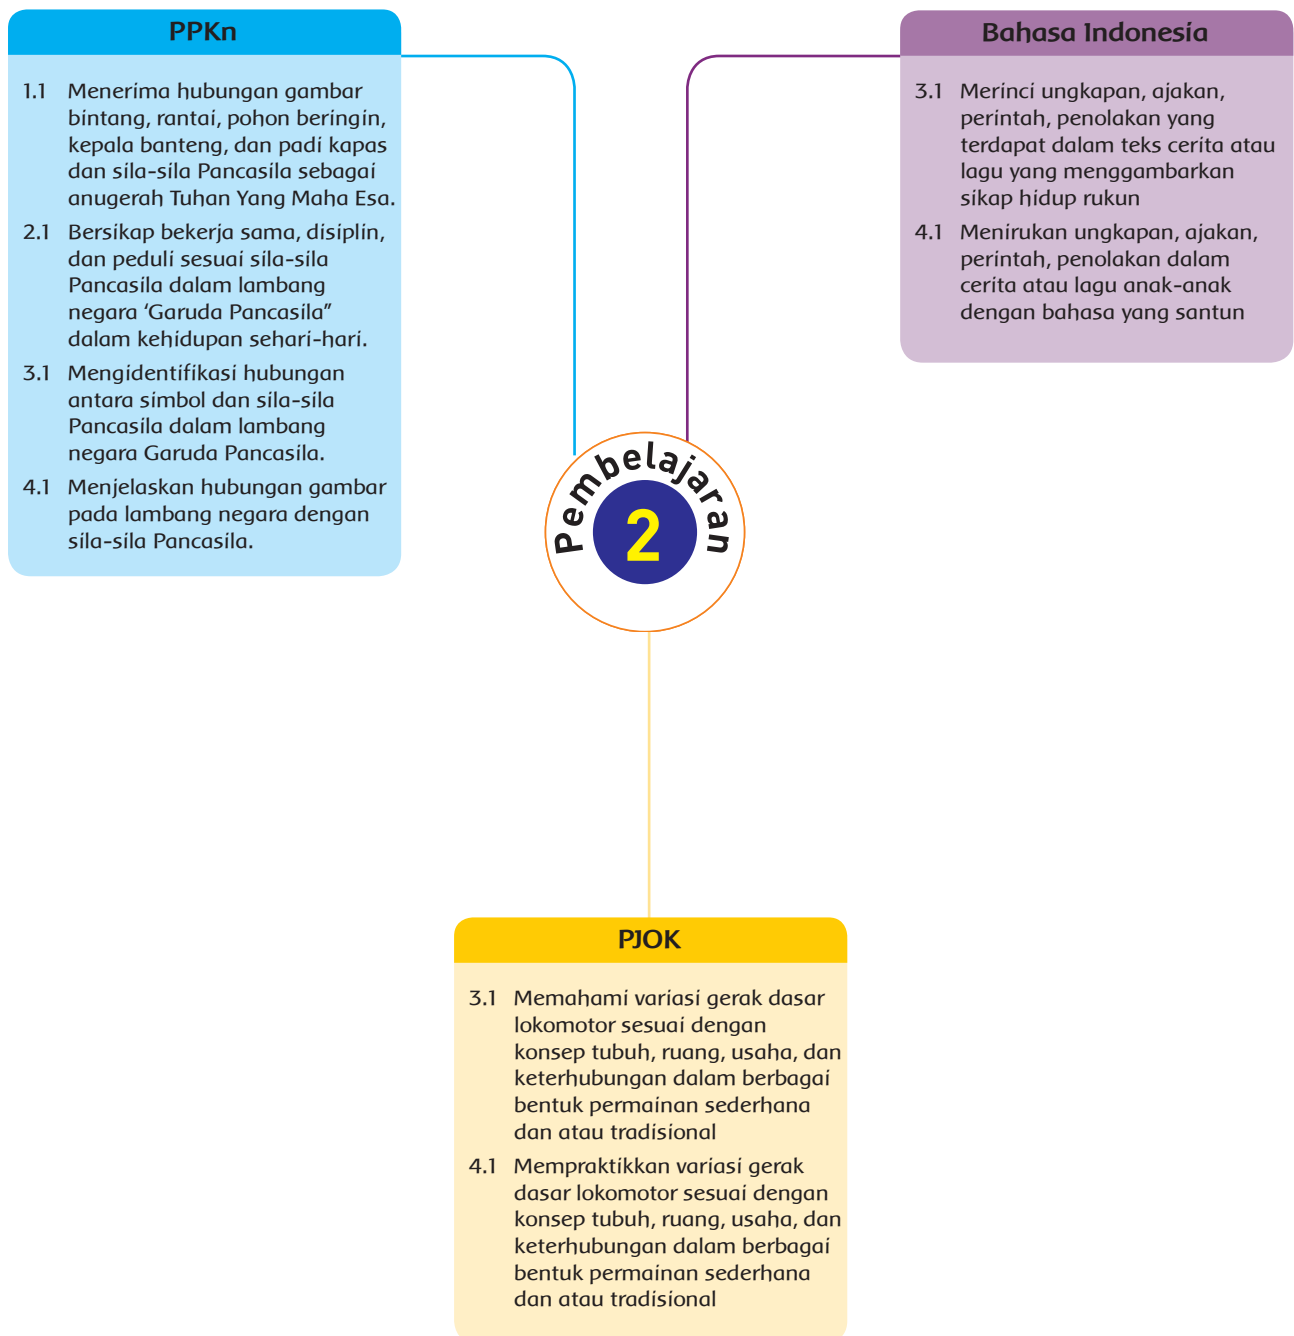 PPKn
1.1 Menerima hubungan gambar
bintang, rantai, pohon beringin,
kepala banteng, dan padi kapas
dan sila-sila Pancasila sebagai
anugerah Tuhan Yang Maha Esa.
2.1 Bersikap bekerja sama, disiplin,
dan peduli sesuai sila-sila
Pancasila dalam lambang
negara ‘Garuda Pancasila”
dalam kehidupan sehari-hari.
3.1 Mengidentifikasi hubungan
antara simbol dan sila-sila
Pancasila dalam lambang
negara Garuda Pancasila.
4.1 Menjelaskan hubungan gambar
pada lambang negara dengan
sila-sila Pancasila.
Bahasa Indonesia
3.1 Merinci ungkapan, ajakan,
perintah, penolakan yang
terdapat dalam teks cerita atau
lagu yang menggambarkan
sikap hidup rukun
4.1 Menirukan ungkapan, ajakan,
perintah, penolakan dalam
cerita atau lagu anak-anak
dengan bahasa yang santun
Pembelajaran
2
PJOK
3.1 Memahami variasi gerak dasar
lokomotor sesuai dengan
konsep tubuh, ruang, usaha, dan
keterhubungan dalam berbagai
bentuk permainan sederhana
dan atau tradisional
4.1 Mempraktikkan variasi gerak
dasar lokomotor sesuai dengan
konsep tubuh, ruang, usaha, dan
keterhubungan dalam berbagai
bentuk permainan sederhana
dan atau tradisional